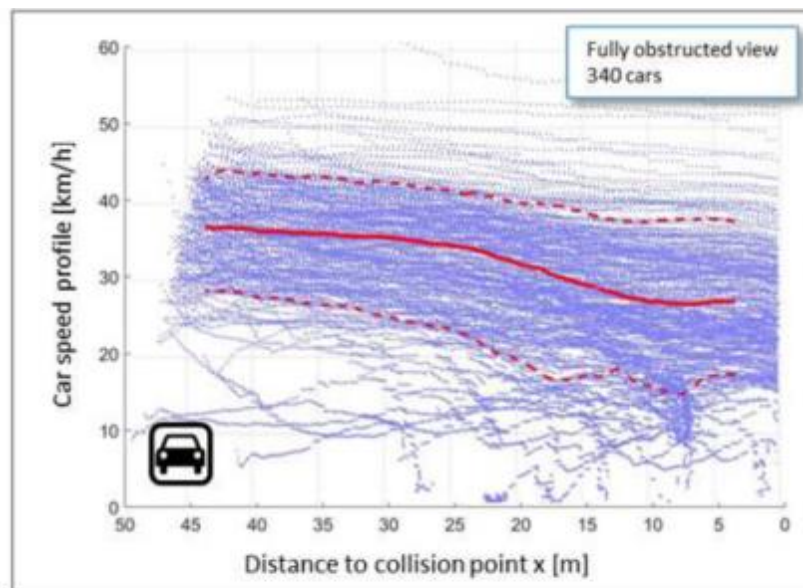 Fully obstructed view
340 cars
Car speed profile [km/h]
60
50
40
30
20
10
0
50 45 40 35 30 25 20 15 10 5 0
Distance to collision point x [m]